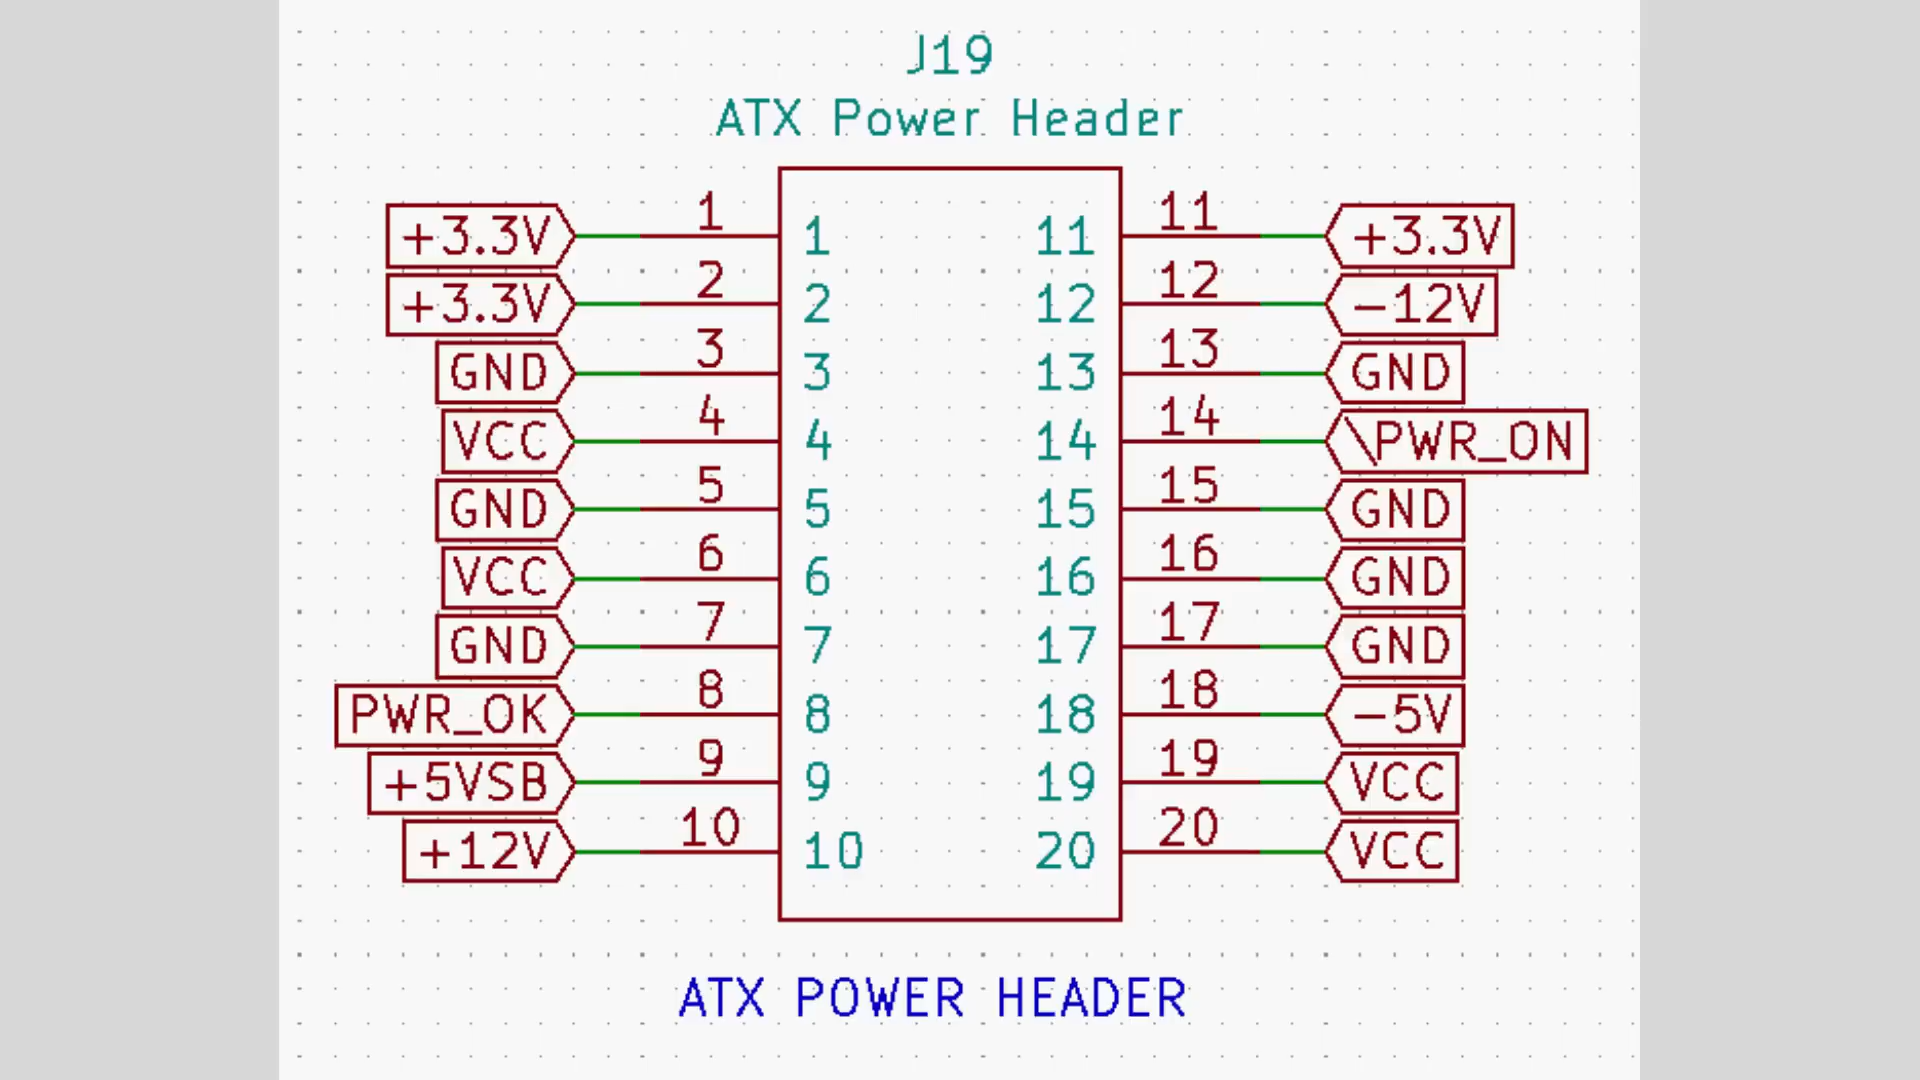 J19
ATX Power Header
+3.3V 1 1 11 11 +3.3V
+3.3V 2 2 12 12 -12V
GND 3 3 13 13 GND
VCC 4 4 14 14 \PWR_ON
GND 5 5 15 15 GND
VCC 6 6 16 16 GND
GND 7 7 17 17 GND
PWR_OK 8 8 18 18 -5V
+5VSB 9 9 19 19 VCC
+12V 10 10 20 20 VCC
ATX POWER HEADER